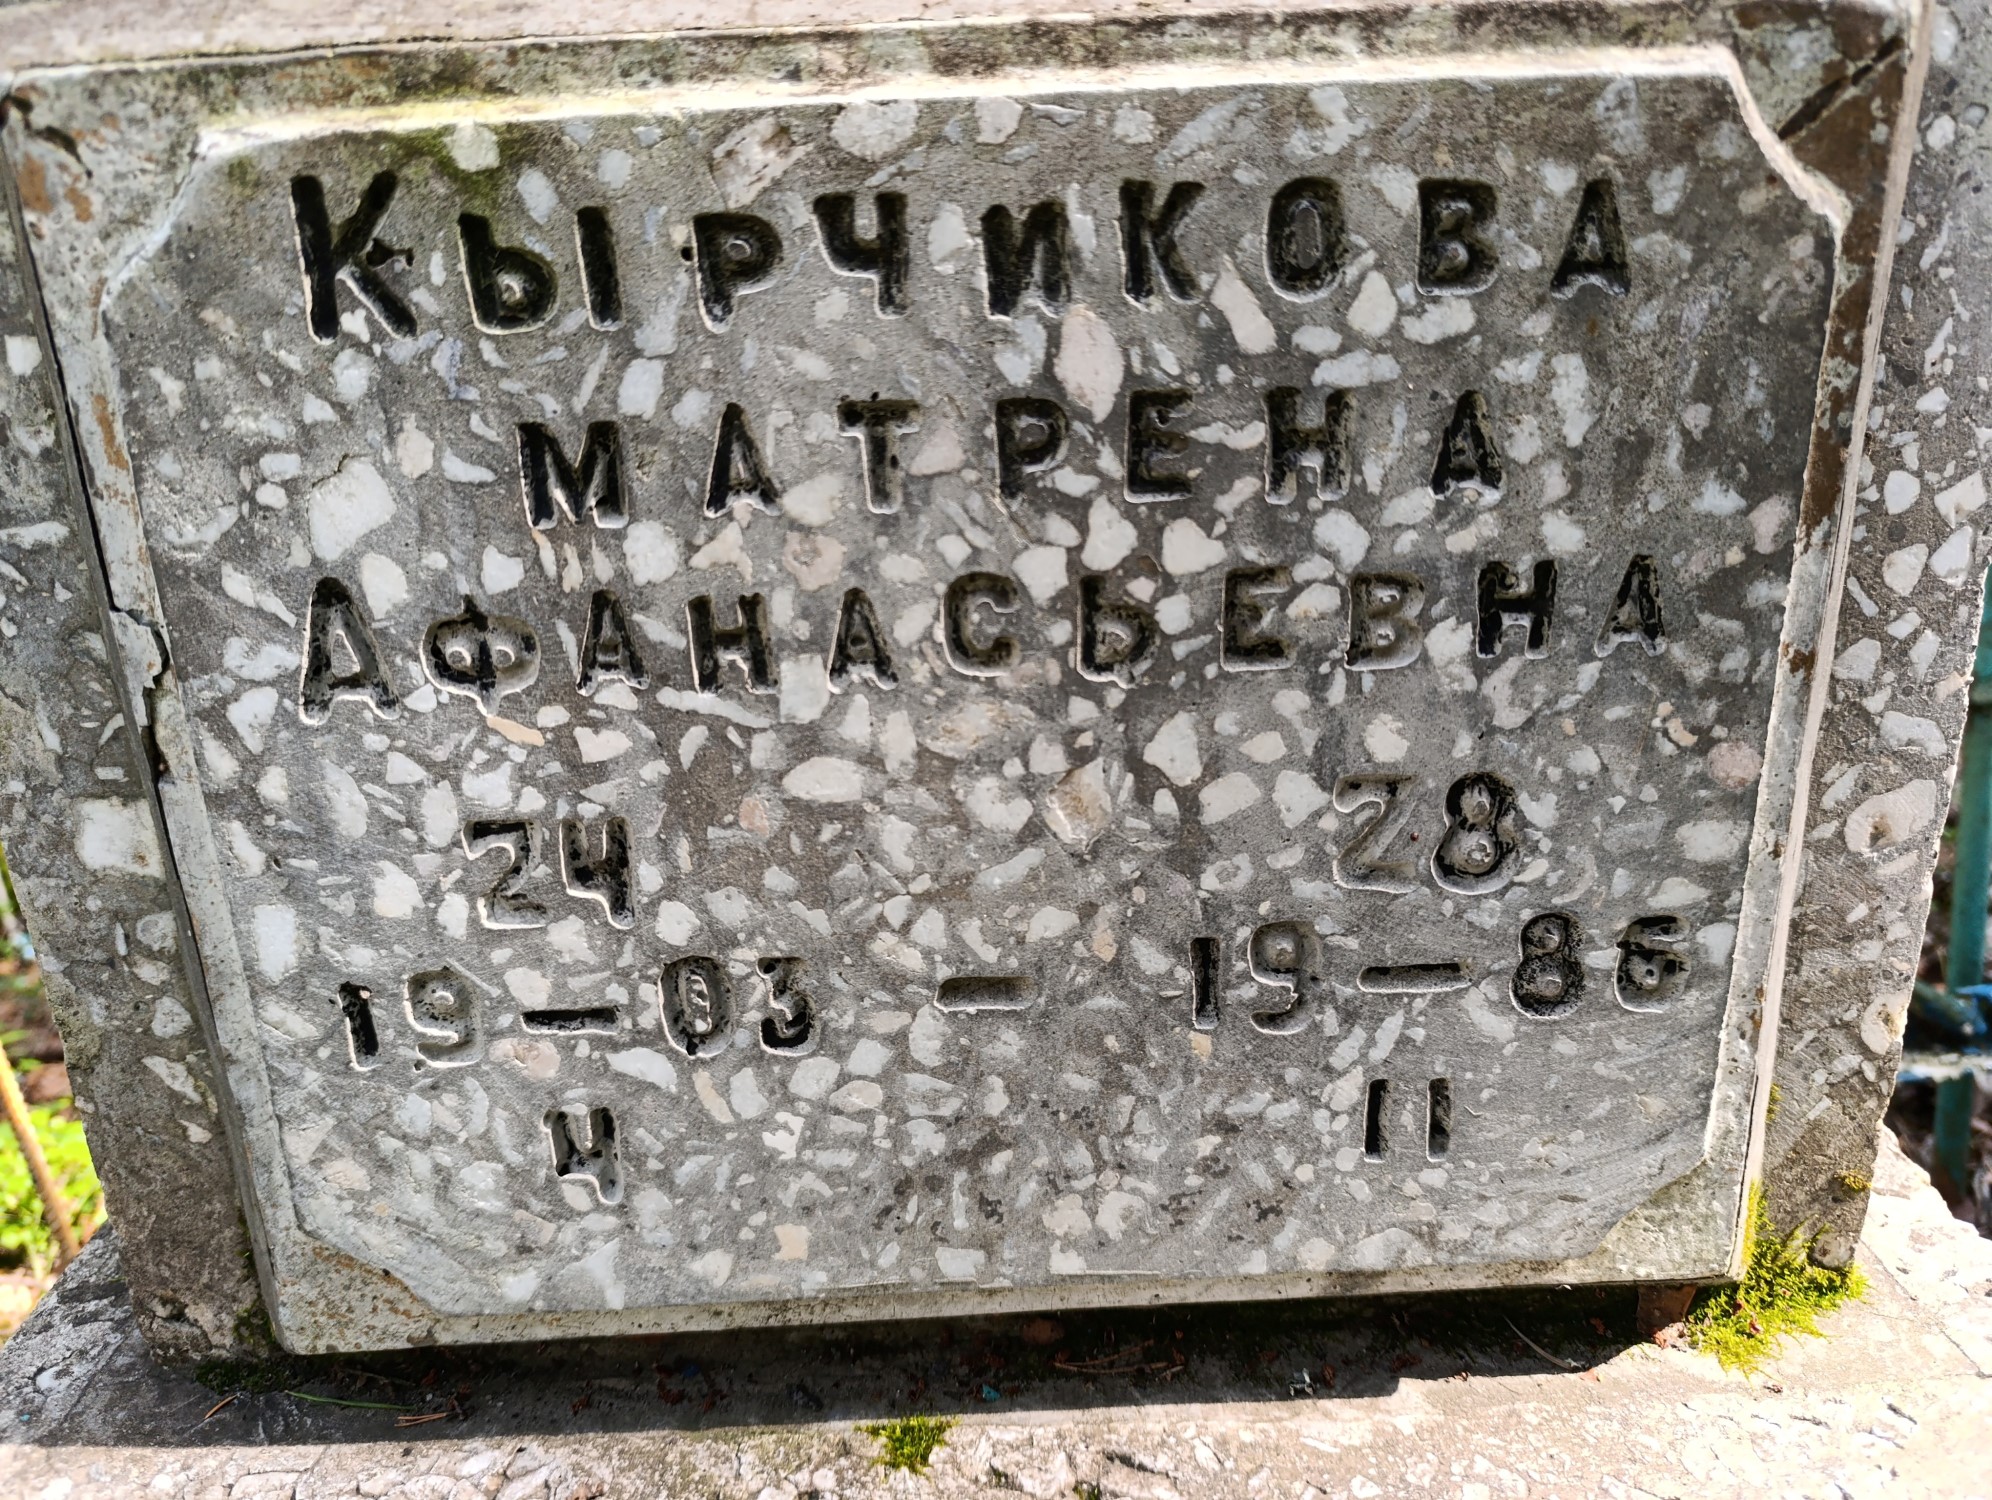 Кырчикова
Матрена
Афанасьевна
24 28
19—03 — 19—86
4 11